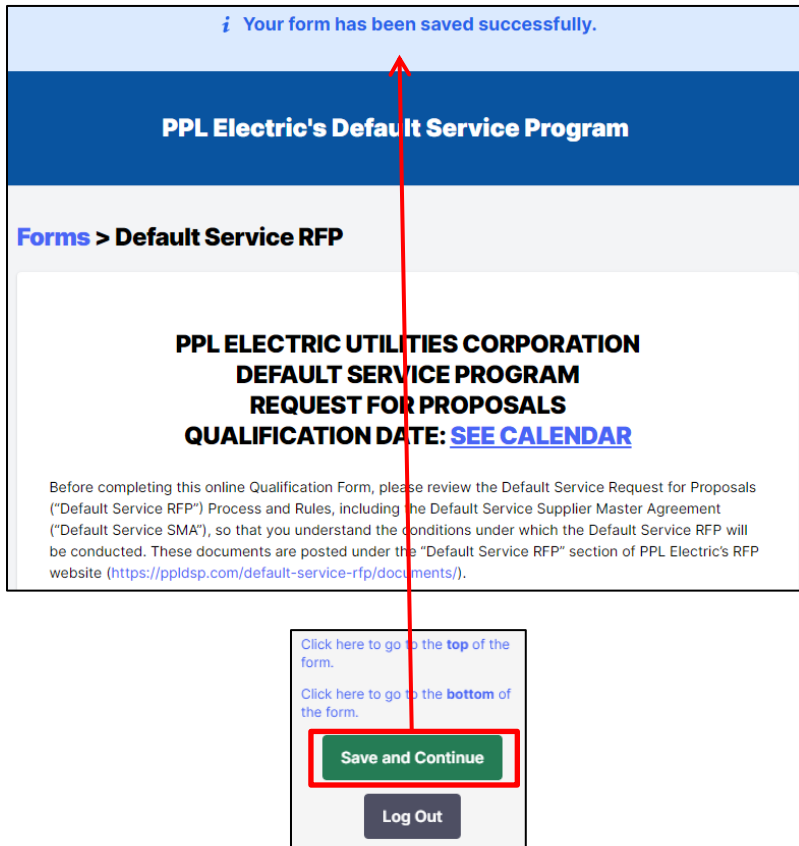 i Your form has been saved successfully.
PPL Electric's Default Service Program
Forms > Default Service RFP
PPL ELECTRIC UTILITIES CORPORATION
DEFAULT SERVICE PROGRAM
REQUEST FOR PROPOSALS
QUALIFICATION DATE: SEE CALENDAR
Before completing this online Qualification Form, please review the Default Service Request for Proposals
("Default Service RFP") Process and Rules, including the Default Service Supplier Master Agreement
("Default Service SMA"), so that you understand the conditions under which the Default Service RFP will
be conducted. These documents are posted under the "Default Service RFP" section of PPL Electric's RFP
website (https://ppldsp.com/default-service-rfp/documents/).
Click here to go to the top of the
form.
Click here to go to the bottom of
the form.
Save and Continue
Log Out